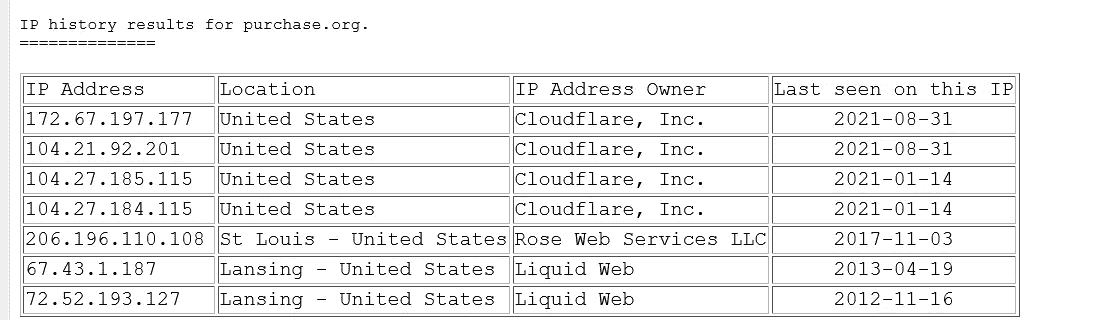 IP history results for purchase.org.
==============
IP Address Location IP Address Owner Last seen on this IP
172.67.197.177 United States Cloudflare, Inc. 2021-08-31
104.21.92.201 United States Cloudflare, Inc. 2021-08-31
104.27.185.115 United States Cloudflare, Inc. 2021-01-14
104.27.184.115 United States Cloudflare, Inc. 2021-01-14
206.196.110.108 St Louis - United States Rose Web Services LLC 2017-11-03
67.43.1.187 Lansing - United States Liquid Web 2013-04-19
72.52.193.127 Lansing - United States Liquid Web 2012-11-16